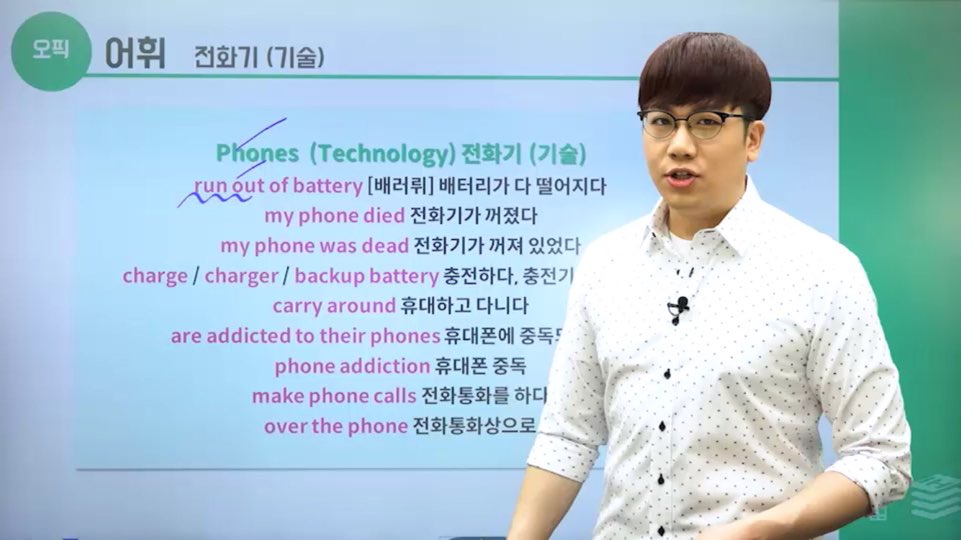 오픽
어휘 전화기 (기술)
Phones (Technology) 전화기 (기술)
run out of battery [배러뤼] 배터리가 다 떨어지다
my phone died 전화기가 꺼졌다
my phone was dead 전화기가 꺼져 있었다
charge / charger / backup battery 충전하다, 충전기
carry around 휴대하고 다니다
are addicted to their phones 휴대폰에
phone addiction 휴대폰 중독
make phone calls 전화통화를 하다
over the phone 전화통화상으로